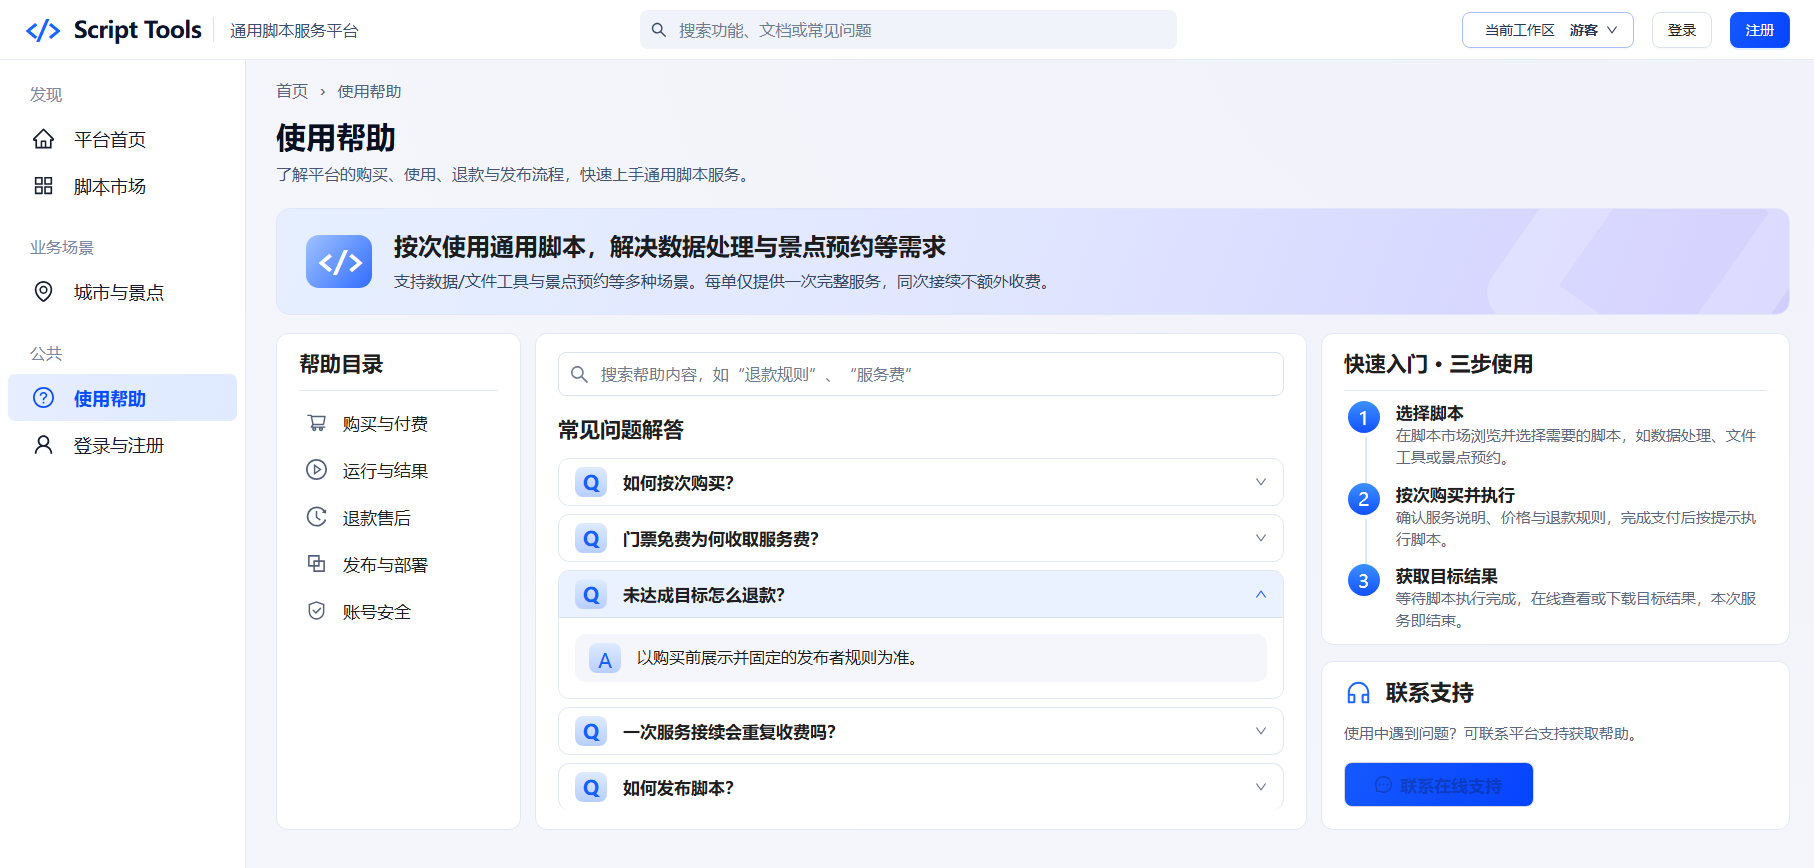 </> Script Tools
通用脚本服务平台
搜索功能、文档或常见问题
当前工作区 游客
登录
注册
发现
平台首页
脚本市场
业务场景
城市与景点
公共
使用帮助
登录与注册
首页 › 使用帮助
使用帮助
了解平台的购买、使用、退款与发布流程，快速上手通用脚本服务。
</>
按次使用通用脚本，解决数据处理与景点预约等需求
支持数据/文件工具与景点预约等多种场景。每单仅提供一次完整服务，同次接续不额外收费。
帮助目录
购买与付费
运行与结果
退款售后
发布与部署
账号安全
搜索帮助内容，如“退款规则”、“服务费”
常见问题解答
Q 如何按次购买？
Q 门票免费为何收取服务费？
Q 未达成目标怎么退款？
A 以购买前展示并固定的发布者规则为准。
Q 一次服务接续会重复收费吗？
Q 如何发布脚本？
快速入门·三步使用
1 选择脚本
在脚本市场浏览并选择需要的脚本，如数据处理、文件
工具或景点预约。
2 按次购买并执行
确认服务说明、价格与退款规则，完成支付后按提示执
行脚本。
3 获取目标结果
等待脚本执行完成，在线查看或下载目标结果，本次服
务即结束。
联系支持
使用中遇到问题？可联系平台支持获取帮助。
联系在线支持